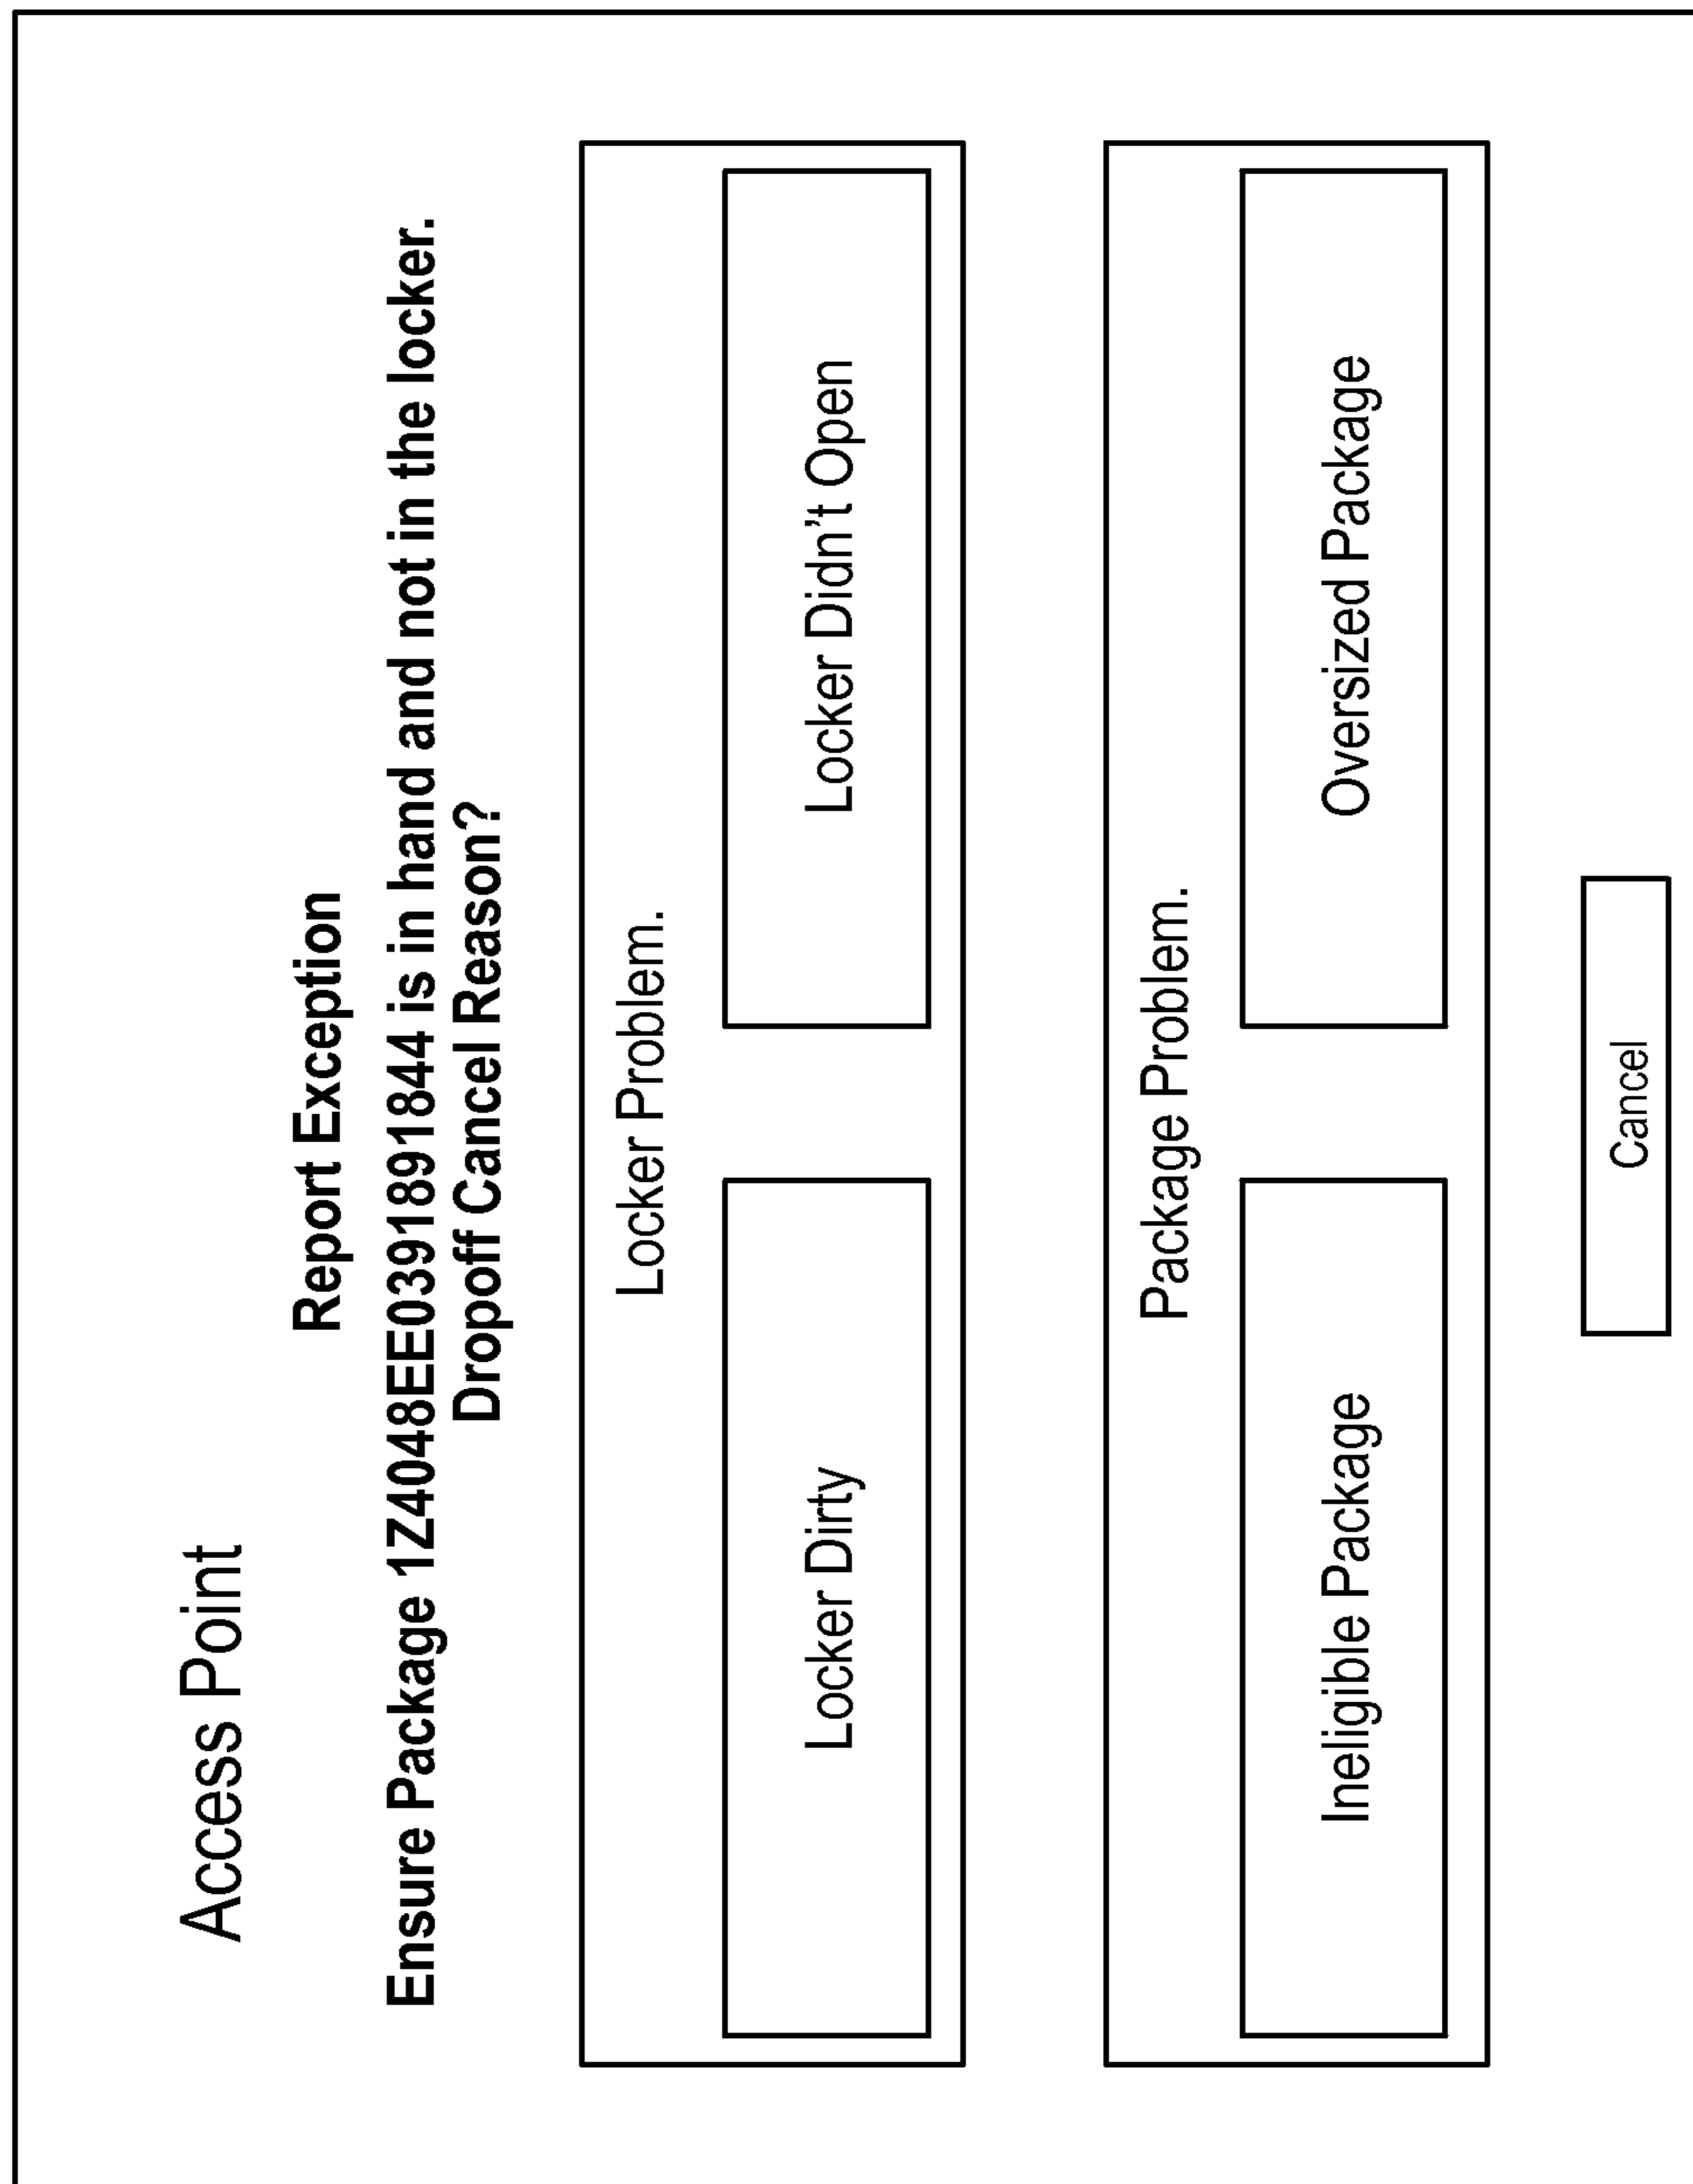 Access Point
Report Exception
Ensure Package 1Z4048EE0391891844 is in hand and not in the locker.
Dropoff Cancel Reason?
Locker Problem.
Locker Dirty
Locker Didn't Open
Package Problem.
Ineligible Package
Oversized Package
Cancel